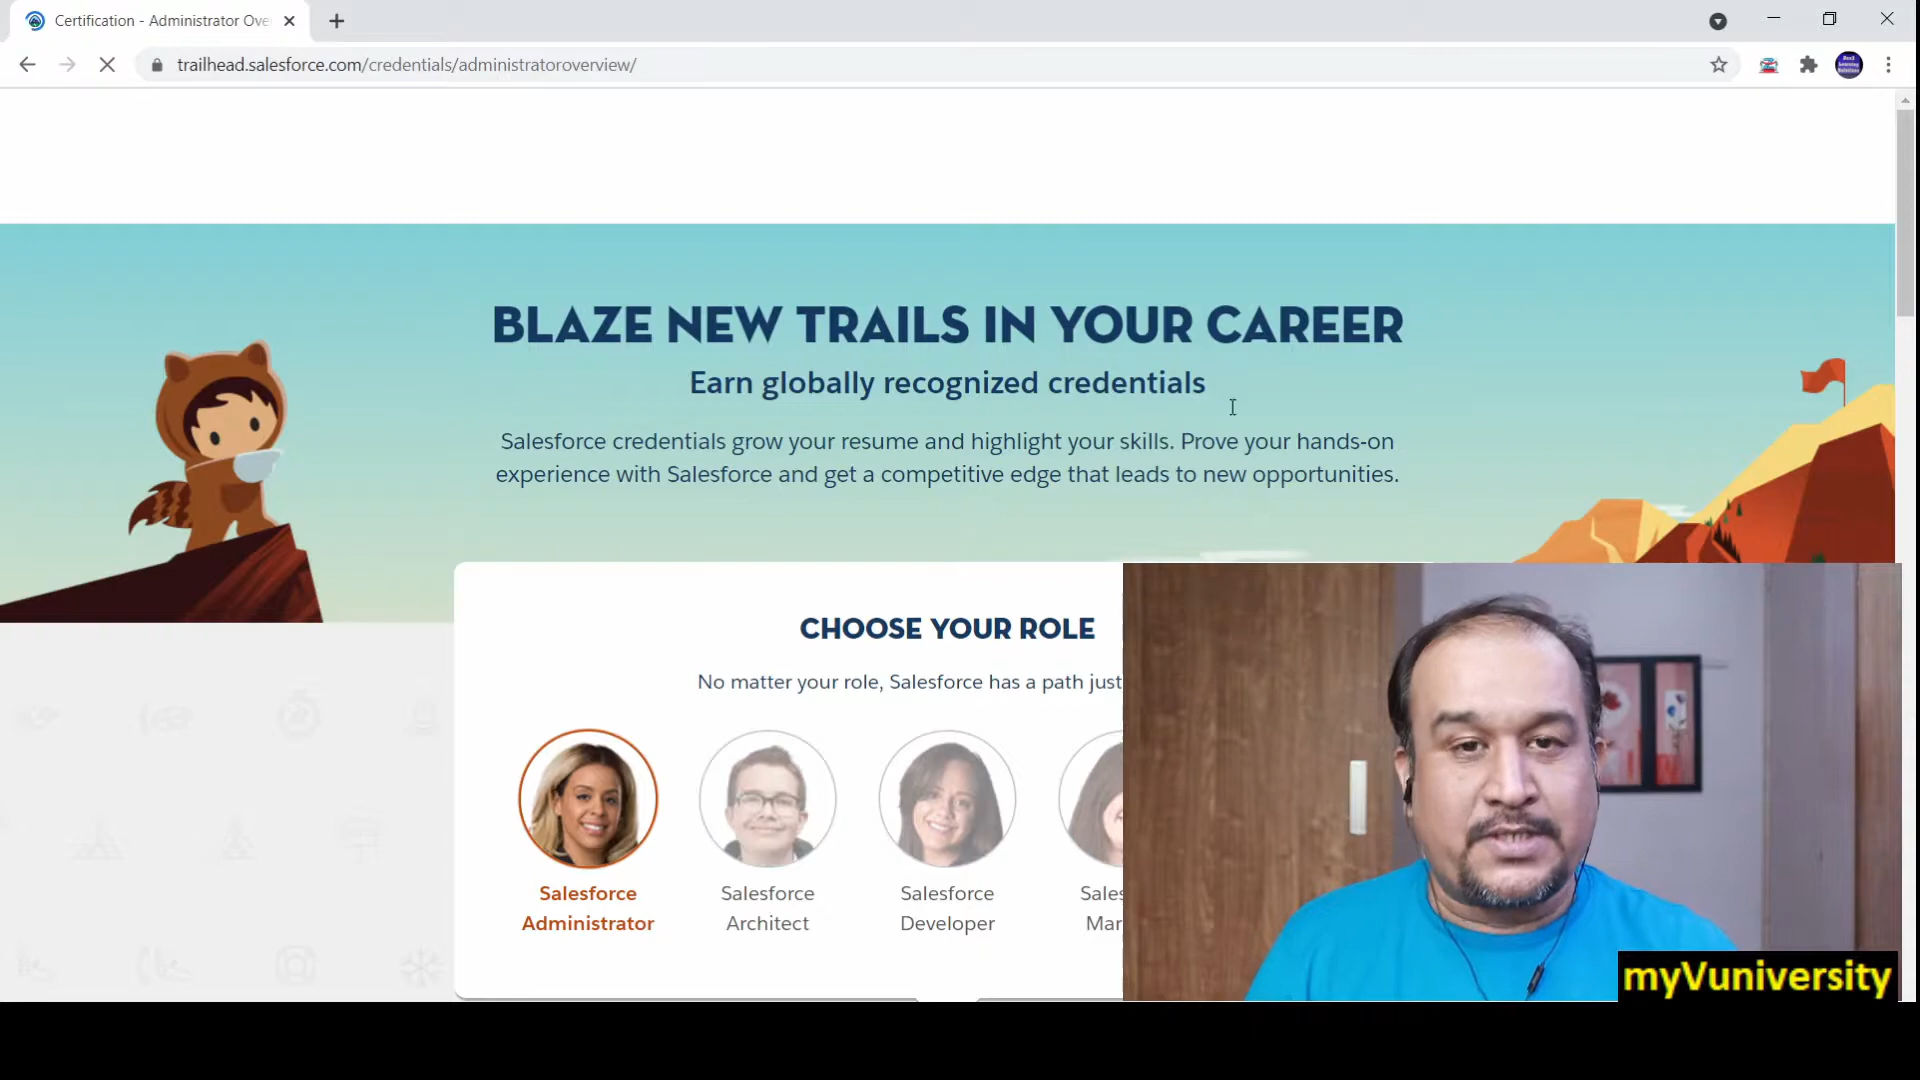 Certification - Administrator Ove
trailhead.salesforce.com/credentials/administratoroverview/
BLAZE NEW TRAILS IN YOUR CAREER
Earn globally recognized credentials
Salesforce credentials grow your resume and highlight your skills. Prove your hands-on
experience with Salesforce and get a competitive edge that leads to new opportunities.
CHOOSE YOUR ROLE
No matter your role, Salesforce has a path just
Salesforce
Administrator
Salesforce
Architect
Salesforce
Developer
Sales
Mar
myVuniversity